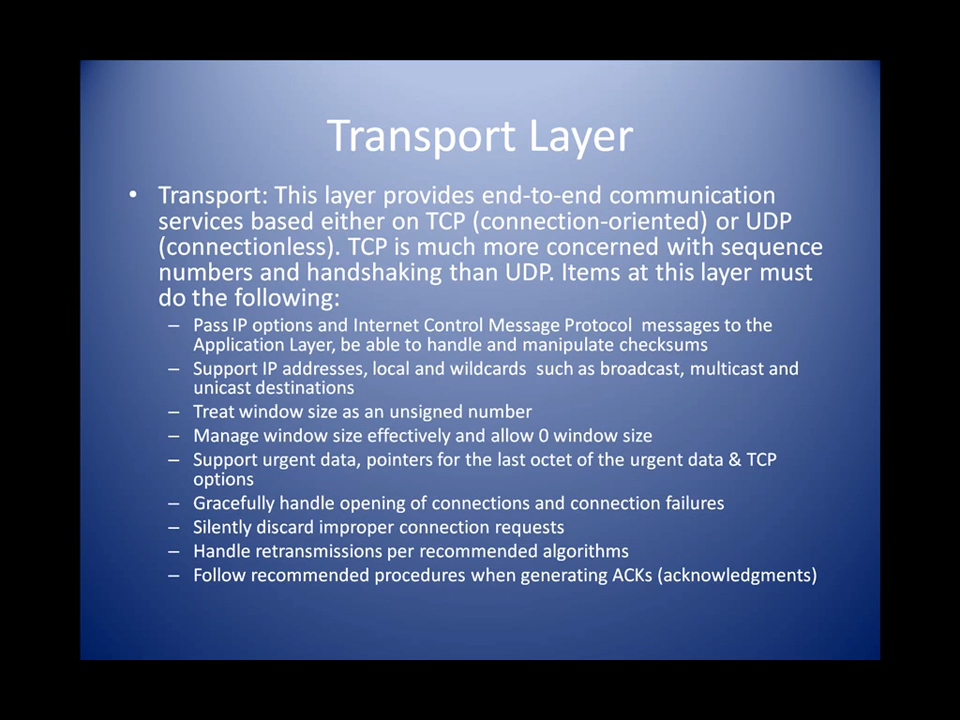 Transport Layer
• Transport: This layer provides end-to-end communication
services based either on TCP (connection-oriented) or UDP
(connectionless). TCP is much more concerned with sequence
numbers and handshaking than UDP. Items at this layer must
do the following:
– Pass IP options and Internet Control Message Protocol  messages to the
Application Layer, be able to handle and manipulate checksums
– Support IP addresses, local and wildcards  such as broadcast, multicast and
unicast destinations
– Treat window size as an unsigned number
– Manage window size effectively and allow 0 window size
– Support urgent data, pointers for the last octet of the urgent data & TCP
options
– Gracefully handle opening of connections and connection failures
– Silently discard improper connection requests
– Handle retransmissions per recommended algorithms
– Follow recommended procedures when generating ACKs (acknowledgments)